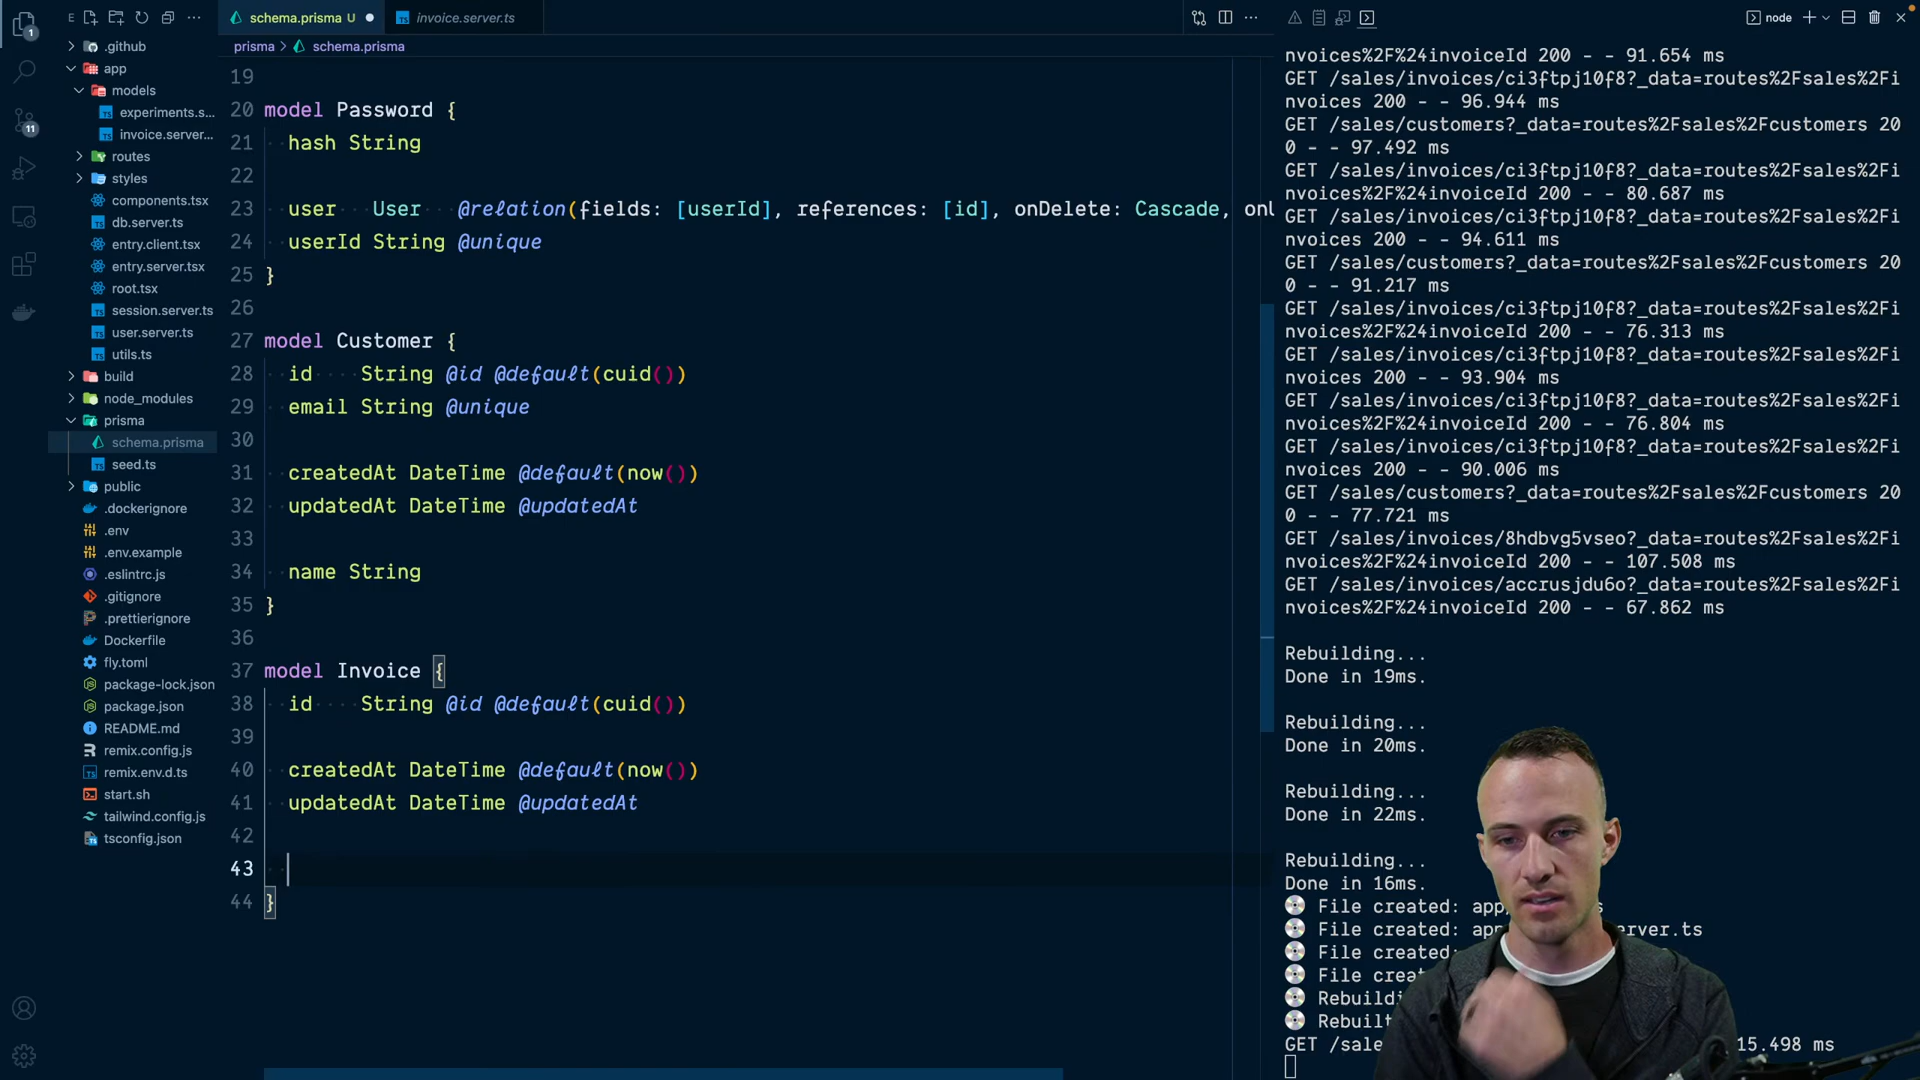 schema.prisma U
invoice.server.ts
node
prisma > schema.prisma
1
11
.github
app
models
experiments.s...
invoice.server...
routes
styles
components.tsx
db.server.ts
entry.client.tsx
entry.server.tsx
root.tsx
session.server.ts
user.server.ts
utils.ts
build
node_modules
prisma
schema.prisma
seed.ts
public
.dockerignore
.env
.env.example
.eslintrc.js
.gitignore
.prettierignore
Dockerfile
fly.toml
package-lock.json
package.json
README.md
remix.config.js
remix.env.d.ts
start.sh
tailwind.config.js
tsconfig.json
19
20 model Password {
21 hash String
22
23 user User @relation(fields: [userId], references: [id], onDelete: Cascade, onU
24 userId String @unique
25 }
26
27 model Customer {
28 id String @id @default(cuid())
29 email String @unique
30
31 createdAt DateTime @default(now())
32 updatedAt DateTime @updatedAt
33
34 name String
35 }
36
37 model Invoice {
38 id String @id @default(cuid())
39
40 createdAt DateTime @default(now())
41 updatedAt DateTime @updatedAt
42
43
44 }
nvoices%2F%24invoiceId 200 - - 91.654 ms
GET /sales/invoices/ci3ftpj10f8?_data=routes%2Fsales%2Fi
nvoices 200 - - 96.944 ms
GET /sales/customers?_data=routes%2Fsales%2Fcustomers 20
0 - - 97.492 ms
GET /sales/invoices/ci3ftpj10f8?_data=routes%2Fsales%2Fi
nvoices%2F%24invoiceId 200 - - 80.687 ms
GET /sales/invoices/ci3ftpj10f8?_data=routes%2Fsales%2Fi
nvoices 200 - - 94.611 ms
GET /sales/customers?_data=routes%2Fsales%2Fcustomers 20
0 - - 91.217 ms
GET /sales/invoices/ci3ftpj10f8?_data=routes%2Fsales%2Fi
nvoices%2F%24invoiceId 200 - - 76.313 ms
GET /sales/invoices/ci3ftpj10f8?_data=routes%2Fsales%2Fi
nvoices 200 - - 93.904 ms
GET /sales/invoices/ci3ftpj10f8?_data=routes%2Fsales%2Fi
nvoices%2F%24invoiceId 200 - - 76.804 ms
GET /sales/invoices/ci3ftpj10f8?_data=routes%2Fsales%2Fi
nvoices 200 - - 90.006 ms
GET /sales/customers?_data=routes%2Fsales%2Fcustomers 20
0 - - 77.721 ms
GET /sales/invoices/8hdbvg5vseo?_data=routes%2Fsales%2Fi
nvoices%2F%24invoiceId 200 - - 107.508 ms
GET /sales/invoices/accrusjdu6o?_data=routes%2Fsales%2Fi
nvoices%2F%24invoiceId 200 - - 67.862 ms
Rebuilding...
Done in 19ms.
Rebuilding...
Done in 20ms.
Rebuilding...
Done in 22ms.
Rebuilding...
Done in 16ms.
File created: app s
File created: app erver.ts
File created:
File crea
Rebuildi
Rebuilt
GET /sale 15.498 ms